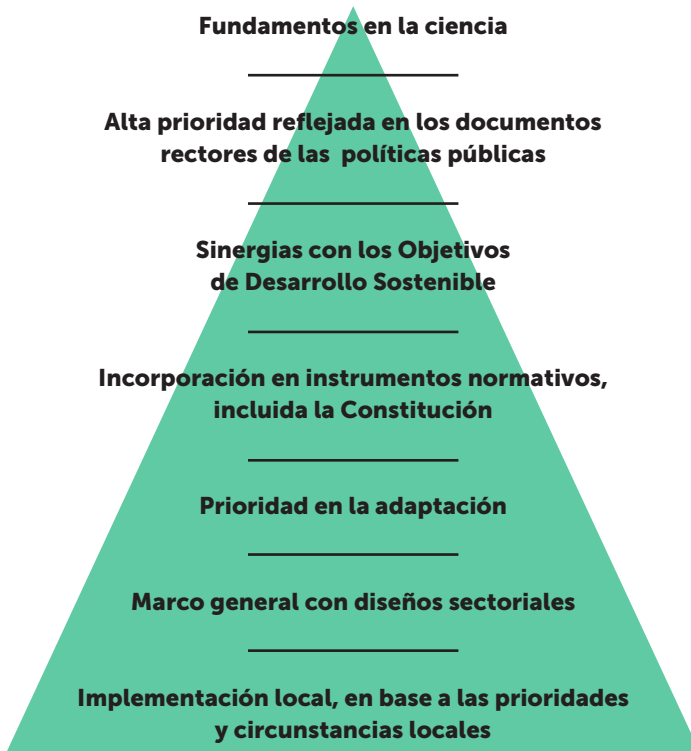 Fundamentos en la ciencia
Alta prioridad reflejada en los documentos
rectores de las políticas públicas
Sinergias con los Objetivos
de Desarrollo Sostenible
Incorporación en instrumentos normativos,
incluida la Constitución
Prioridad en la adaptación
Marco general con diseños sectoriales
Implementación local, en base a las prioridades
y circunstancias locales